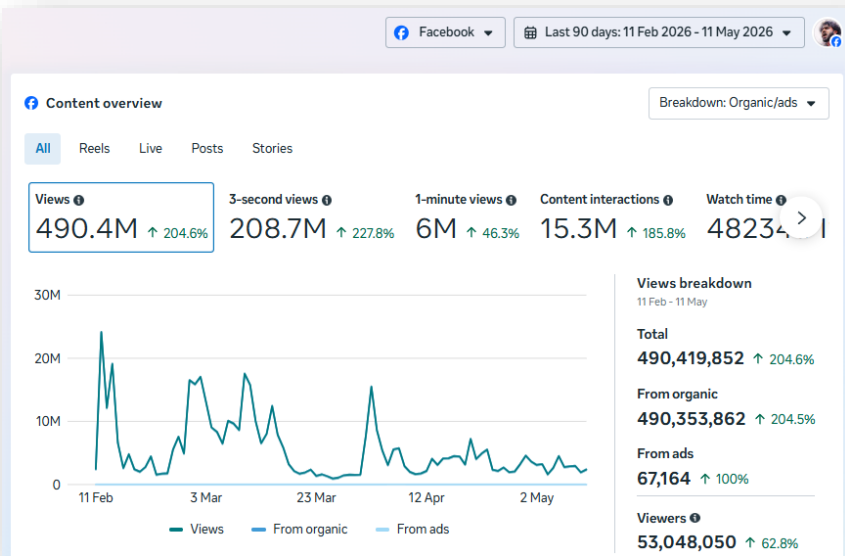 Facebook
Last 90 days: 11 Feb 2026 - 11 May 2026
Content overview
Breakdown: Organic/ads
All
Reels
Live
Posts
Stories
Views
490.4M ↑ 204.6%
3-second views
208.7M ↑ 227.8%
1-minute views
6M ↑ 46.3%
Content interactions
15.3M ↑ 185.8%
Watch time
30M
20M
10M
0
11 Feb
3 Mar
23 Mar
12 Apr
2 May
Views
From organic
From ads
Views breakdown
11 Feb - 11 May
Total
490,419,852 ↑ 204.6%
From organic
490,353,862 ↑ 204.5%
From ads
67,164 ↑ 100%
Viewers
53,048,050 ↑ 62.8%